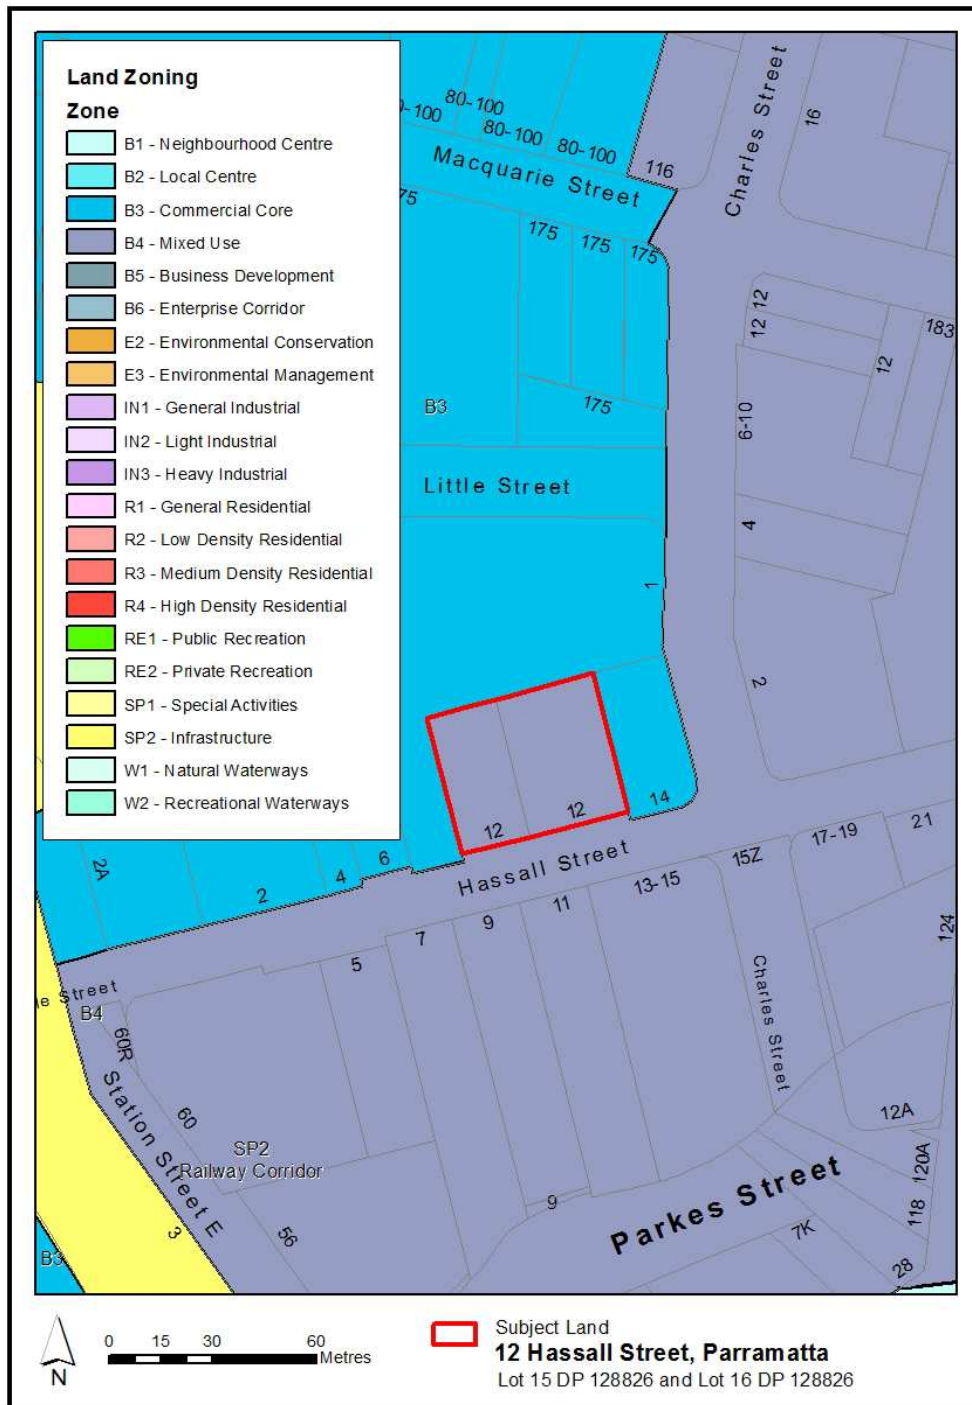 Land Zoning
Zone
B1 - Neighbourhood Centre
B2 - Local Centre
B3 - Commercial Core
B4 - Mixed Use
B5 - Business Development
B6 - Enterprise Corridor
E2 - Environmental Conservation
E3 - Environmental Management
IN1 - General Industrial
IN2 - Light Industrial
IN3 - Heavy Industrial
R1 - General Residential
R2 - Low Density Residential
R3 - Medium Density Residential
R4 - High Density Residential
RE1 - Public Recreation
RE2 - Private Recreation
SP1 - Special Activities
SP2 - Infrastructure
W1 - Natural Waterways
W2 - Recreational Waterways
0-100
80-100
80-100
80-100
116
Charles Street
16
Macquarie Street
75
175
175
175
12
12
183
12
175
B3
6-10
Little Street
4
1
2
12
12
14
Hassall Street
2A
2
4
6
5
7
9
11
13-15
15Z
17-19
21
124
Charles Street
le Street
B4
60R
60
Station Street E
SP2
Railway Corridor
3
56
9
Parkes Street
12A
120A
118
7K
28
B3
N
0 15 30 60
Metres
Subject Land
12 Hassall Street, Parramatta
Lot 15 DP 128826 and Lot 16 DP 128826